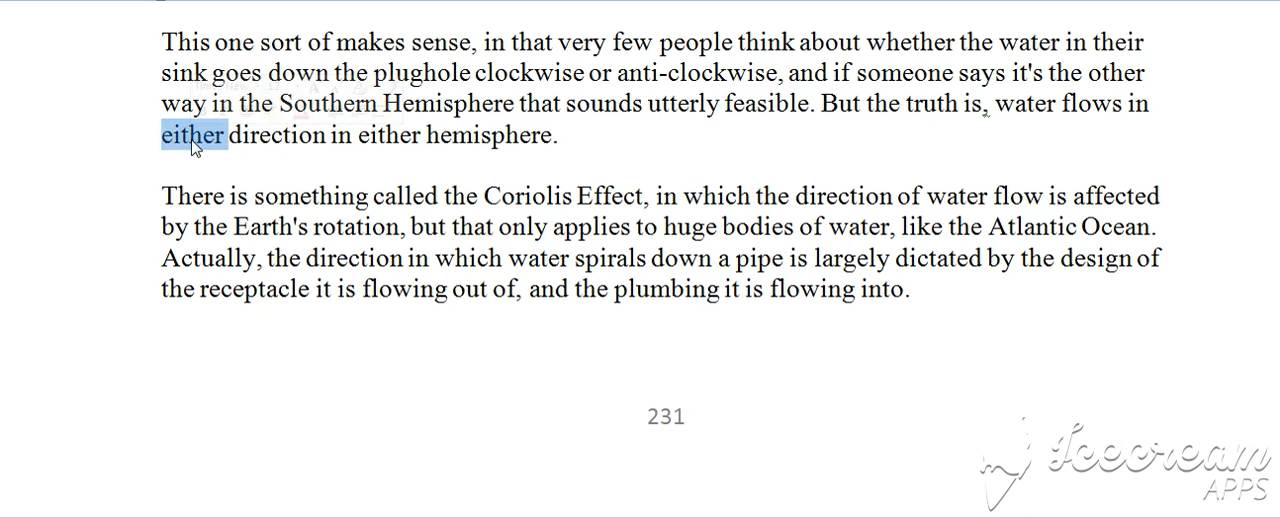 This one sort of makes sense, in that very few people think about whether the water in their
sink goes down the plughole clockwise or anti-clockwise, and if someone says it's the other
way in the Southern Hemisphere that sounds utterly feasible. But the truth is, water flows in
either direction in either hemisphere.
There is something called the Coriolis Effect, in which the direction of water flow is affected
by the Earth's rotation, but that only applies to huge bodies of water, like the Atlantic Ocean.
Actually, the direction in which water spirals down a pipe is largely dictated by the design of
the receptacle it is flowing out of, and the plumbing it is flowing into.
231
Icecream
APPS